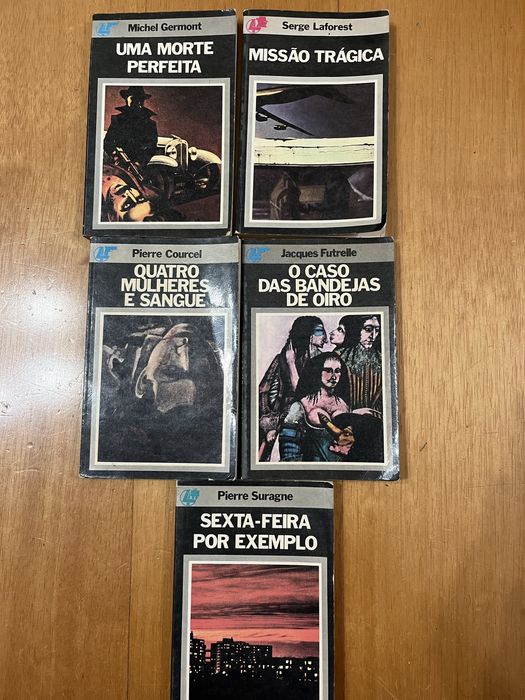 Michel Germont
UMA MORTE
PERFEITA
Serge Laforest
MISSÃO TRÁGICA
Pierre Courcel
QUATRO
MULHERES
E SANGUE
Jacques Futrelle
O CASO
DAS BANDEJAS
DE OIRO
Pierre Suragne
SEXTA-FEIRA
POR EXEMPLO